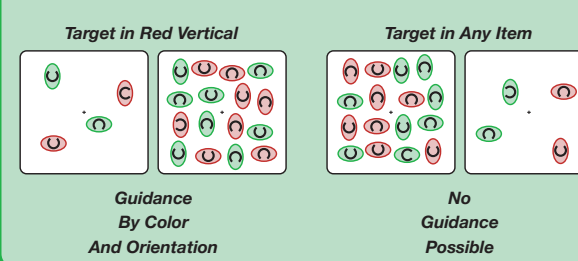 Target in Red Vertical
Target in Any Item
Guidance
By Color
And Orientation
No
Guidance
Possible